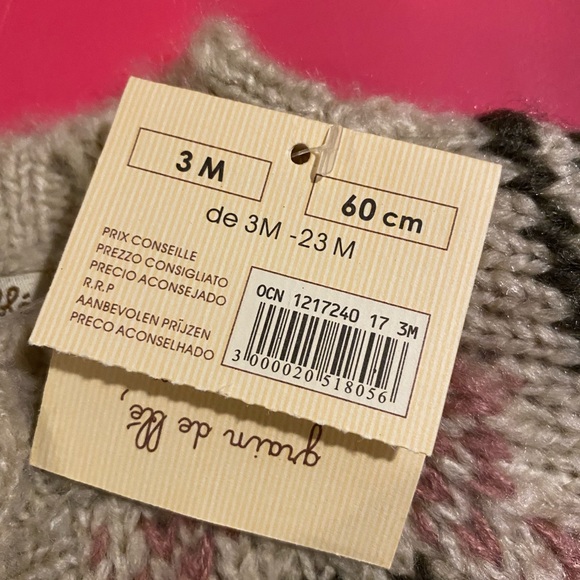 3 M
60 cm
de 3M - 23 M
PRIX CONSEILLE
PREZZO CONSIGLIATO
PRECIO ACONSEJADO
R.R.P
AANBEVOLEN PRIJZEN
PRECO ACONSELHADO
OCN 1217240 17 3M
3 000020 518056
grain de blé,